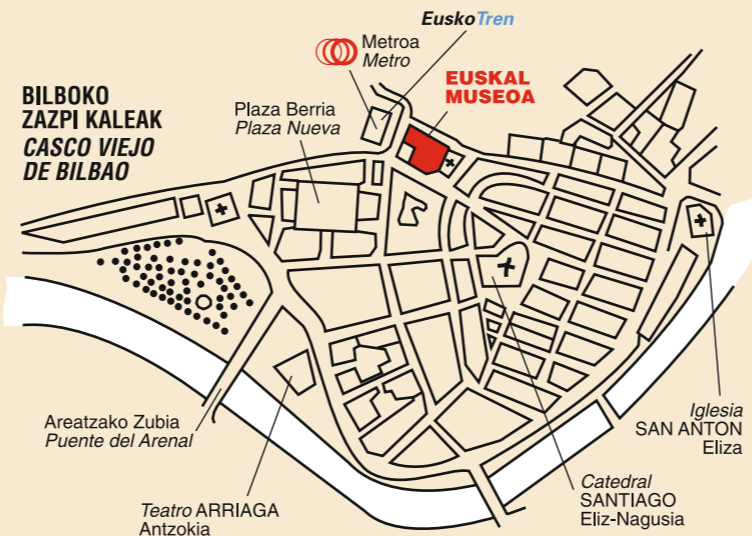 EuskoTren
Metroa
Metro
EUSKAL
MUSEOA
BILBOKO
ZAZPI KALEAK
CASCO VIEJO
DE BILBAO
Plaza Berria
Plaza Nueva
Areatzako Zubia
Puente del Arenal
Teatro ARRIAGA
Antzokia
Catedral
SANTIAGO
Eliz-Nagusia
Iglesia
SAN ANTON
Eliza